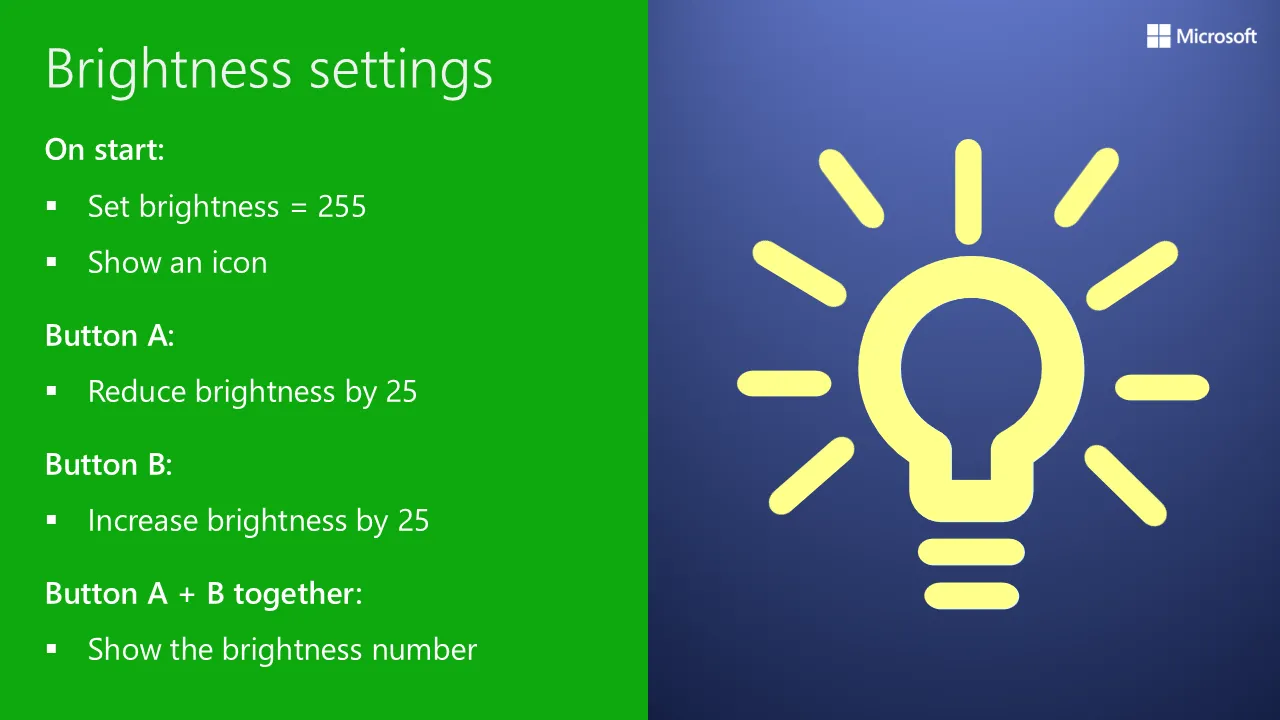 Brightness settings
On start:
▪ Set brightness = 255
▪ Show an icon
Button A:
▪ Reduce brightness by 25
Button B:
▪ Increase brightness by 25
Button A + B together:
▪ Show the brightness number
Microsoft